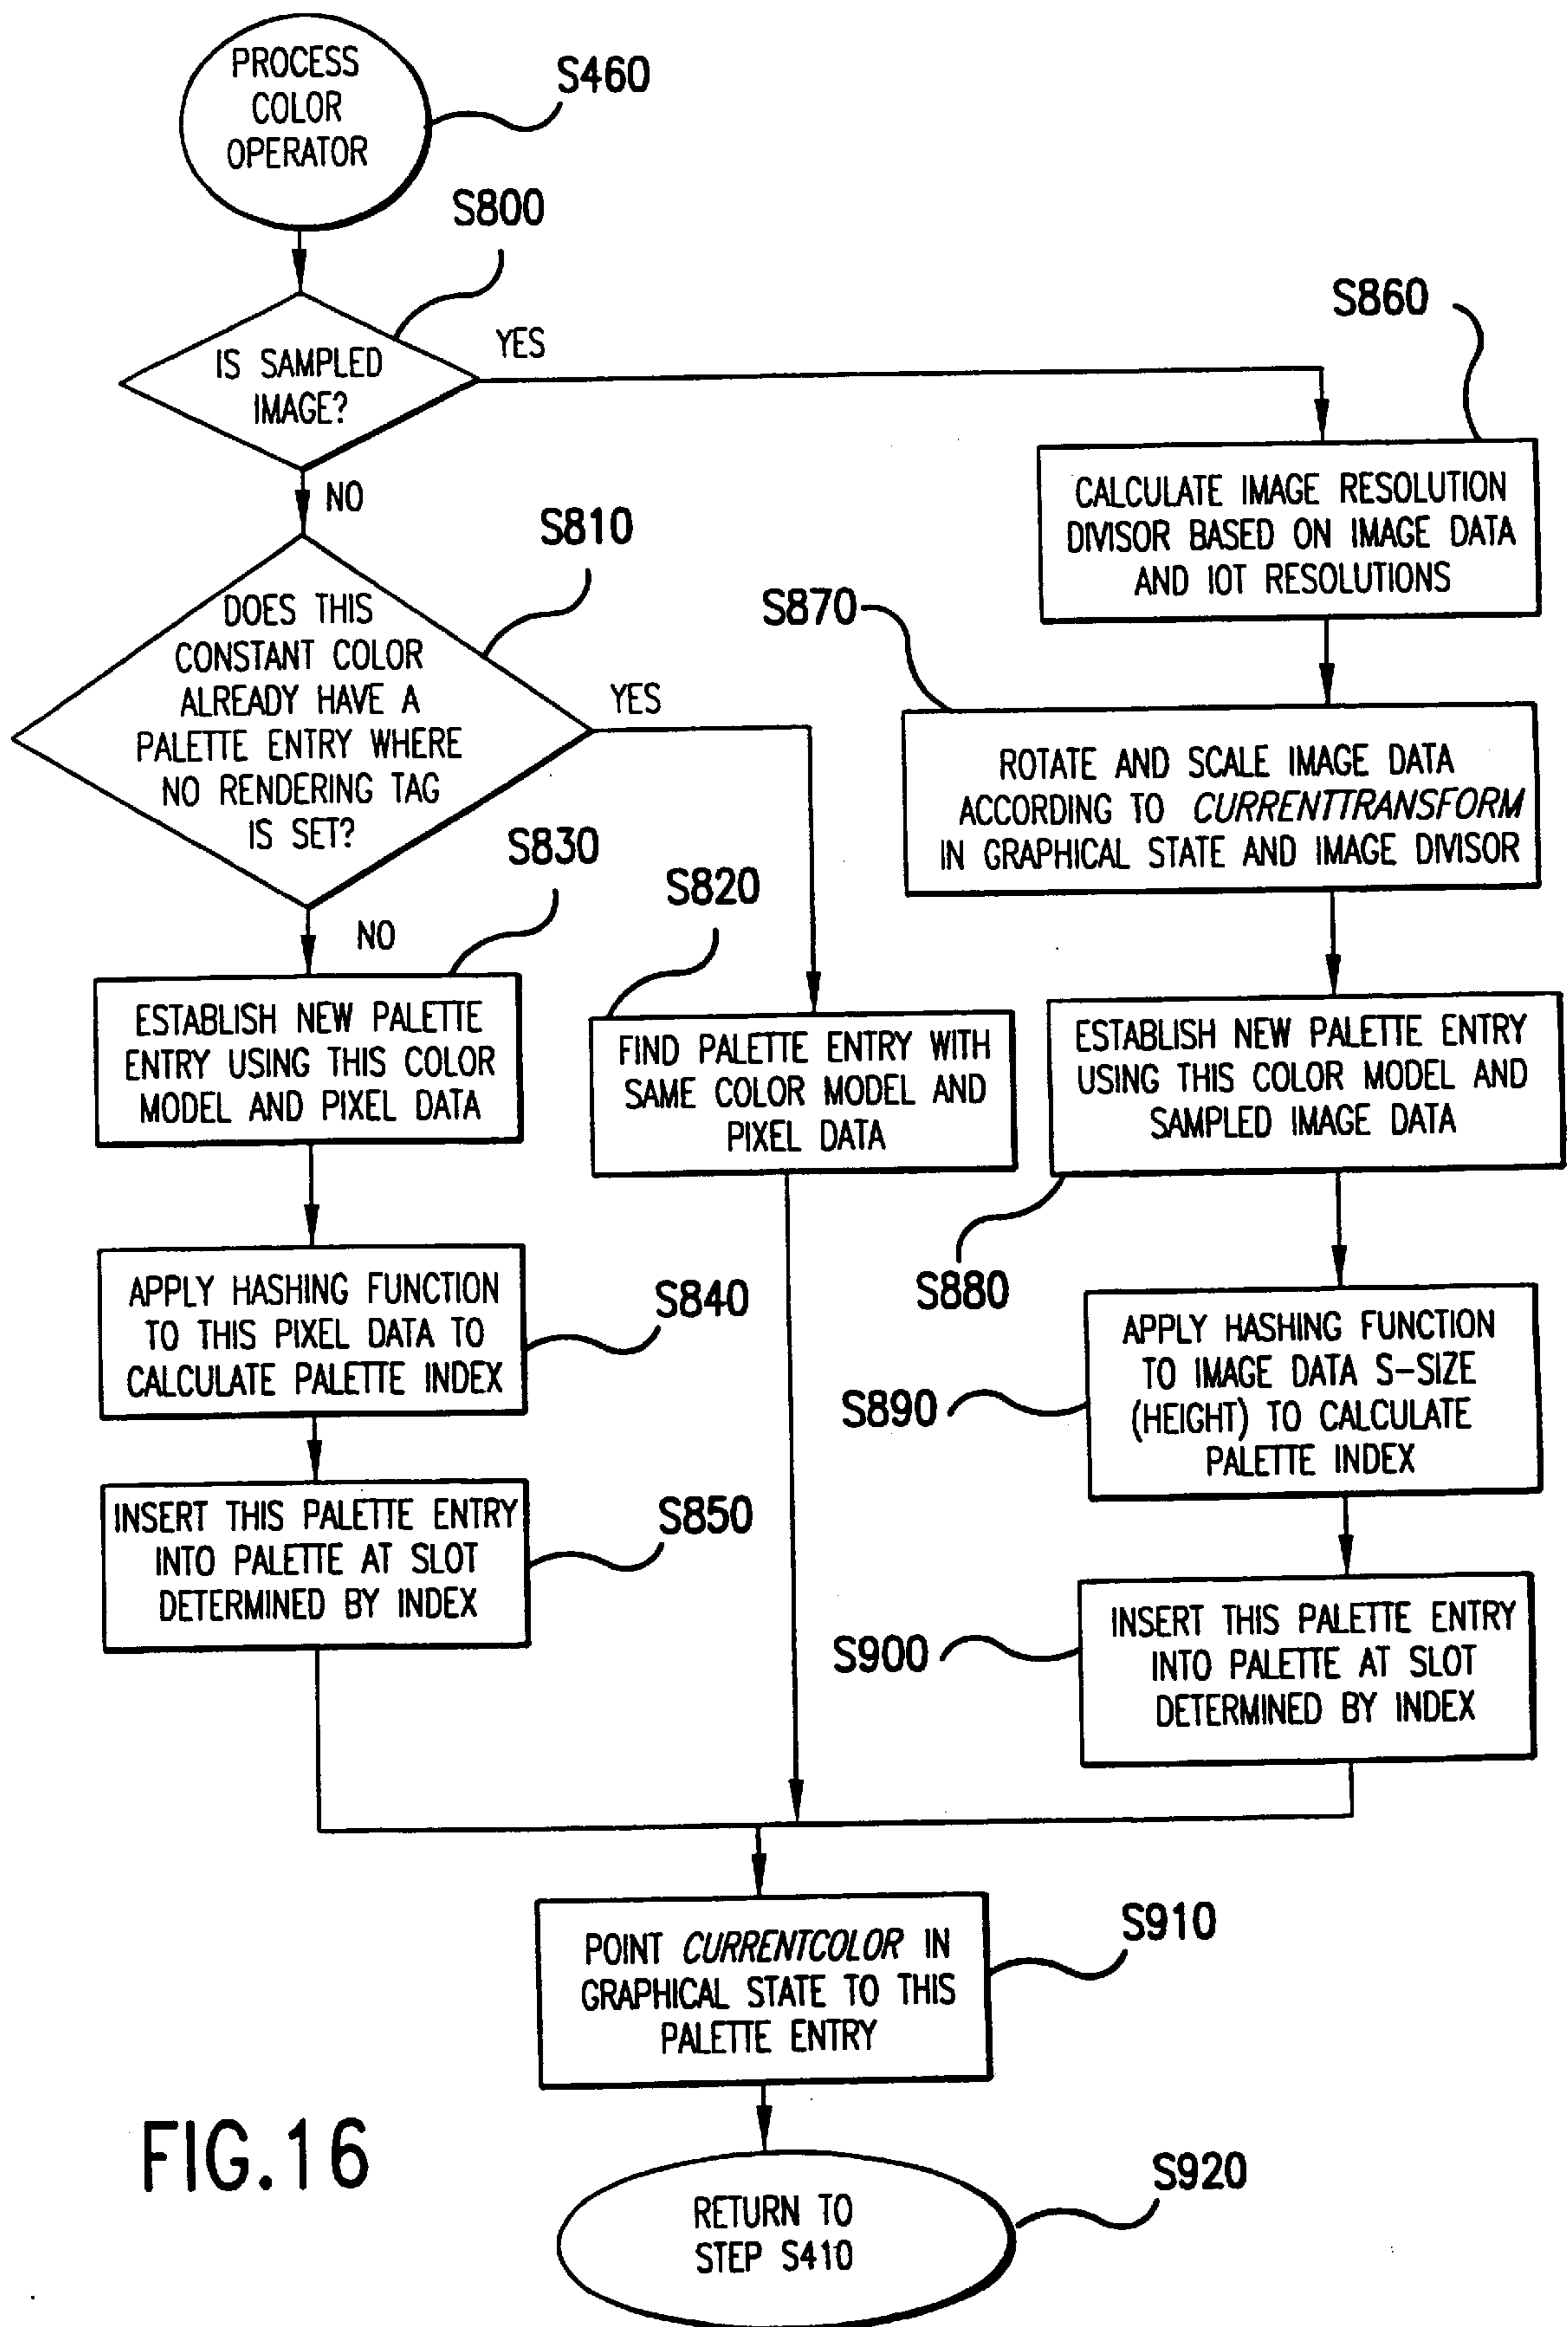 PROCESS
COLOR
OPERATOR
S460
S800
IS SAMPLED
IMAGE?
YES
NO
S810
DOES THIS
CONSTANT COLOR
ALREADY HAVE A
PALETTE ENTRY WHERE
NO RENDERING TAG
IS SET?
YES
NO
S830
ESTABLISH NEW PALETTE
ENTRY USING THIS COLOR
MODEL AND PIXEL DATA
S820
FIND PALETTE ENTRY WITH
SAME COLOR MODEL AND
PIXEL DATA
APPLY HASHING FUNCTION
TO THIS PIXEL DATA TO
CALCULATE PALETTE INDEX
S840
INSERT THIS PALETTE ENTRY
INTO PALETTE AT SLOT
DETERMINED BY INDEX
S850
S860
CALCULATE IMAGE RESOLUTION
DIVISOR BASED ON IMAGE DATA
AND IOT RESOLUTIONS
S870
ROTATE AND SCALE IMAGE DATA
ACCORDING TO CURRENTTRANSFORM
IN GRAPHICAL STATE AND IMAGE DIVISOR
ESTABLISH NEW PALETTE ENTRY
USING THIS COLOR MODEL AND
SAMPLED IMAGE DATA
S880
APPLY HASHING FUNCTION
TO IMAGE DATA S-SIZE
(HEIGHT) TO CALCULATE
PALETTE INDEX
S890
INSERT THIS PALETTE ENTRY
INTO PALETTE AT SLOT
DETERMINED BY INDEX
S900
POINT CURRENTCOLOR IN
GRAPHICAL STATE TO THIS
PALETTE ENTRY
S910
RETURN TO
STEP S410
S920
FIG.16